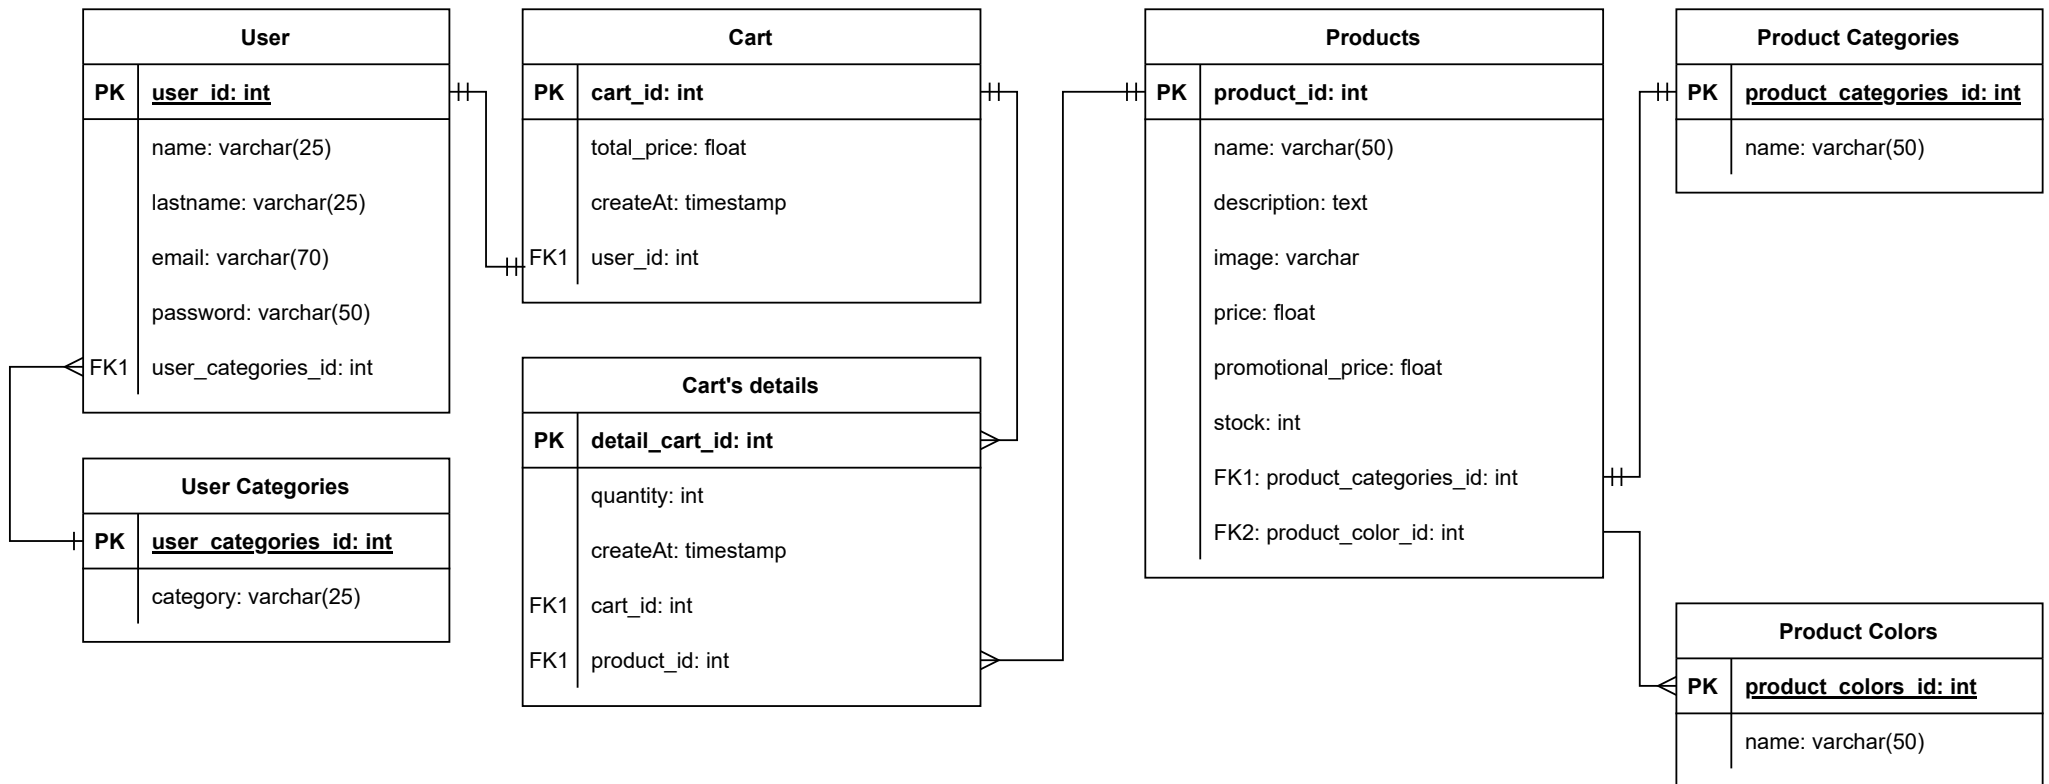 User
PK user_id: int
name: varchar(25)
lastname: varchar(25)
email: varchar(70)
password: varchar(50)
FK1 user_categories_id: int
User Categories
PK user_categories_id: int
category: varchar(25)
Cart
PK cart_id: int
total_price: float
createAt: timestamp
FK1 user_id: int
Cart's details
PK detail_cart_id: int
quantity: int
createAt: timestamp
FK1 cart_id: int
FK1 product_id: int
Products
PK product_id: int
name: varchar(50)
description: text
image: varchar
price: float
promotional_price: float
stock: int
FK1: product_categories_id: int
FK2: product_color_id: int
Product Categories
PK product_categories_id: int
name: varchar(50)
Product Colors
PK product_colors_id: int
name: varchar(50)